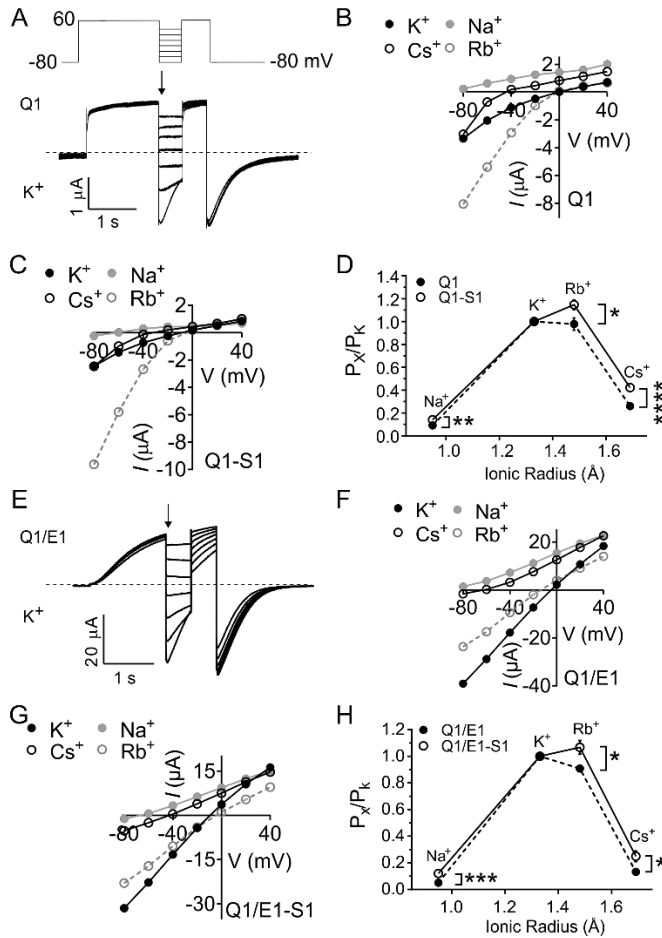 A
60
-80
-80 mV
Q1
K+
1 μA
1 s
B
K+ Na+
Cs+ Rb+
2
-80 -40 40
V (mV)
-2
-4
-6
-8
I (μA)
Q1
C
K+ Na+
Cs+ Rb+
2
-80 -40 40
V (mV)
-2
-4
-6
-8
-10
I (μA)
Q1-S1
D
Q1
Q1-S1
1.4
1.2
1.0
0.8
0.6
0.4
0.2
0.0
PX/PK
Na+
K+
Rb+
Cs+
**
*
****
1.0 1.2 1.4 1.6
Ionic Radius (Å)
E
Q1/E1
K+
20 μA
1 s
F
K+ Na+
Cs+ Rb+
20
-80 -40 40
V (mV)
-20
-40
I (μA)
Q1/E1
G
K+ Na+
Cs+ Rb+
I (μA)
15
-80 -40 40
V (mV)
-15
-30
Q1/E1-S1
H
Q1/E1
Q1/E1-S1
1.2
1.0
0.8
0.6
0.4
0.2
0.0
Px/Pk
Na+
K+
Rb+
Cs+
***
*
*
1.0 1.2 1.4 1.6
Ionic Radius (Å)